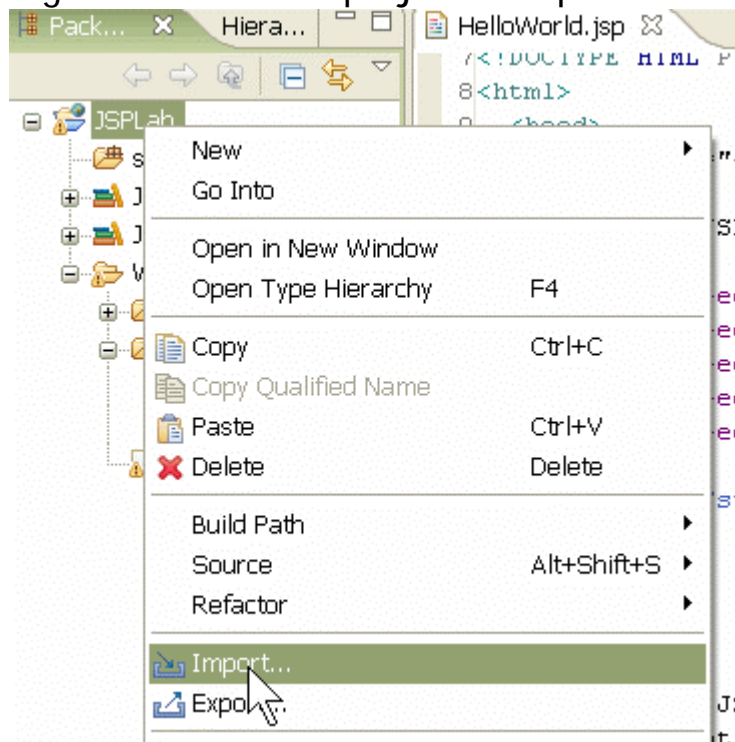 Pack... Hiera... HelloWorld.jsp
7<!DOCTYPE HTML P
8<html>
<head>
JSPLab
New
Go Into
Open in New Window
Open Type Hierarchy F4
Copy Ctrl+C
Copy Qualified Name
Paste Ctrl+V
Delete Delete
Build Path
Source Alt+Shift+S
Refactor
Import...